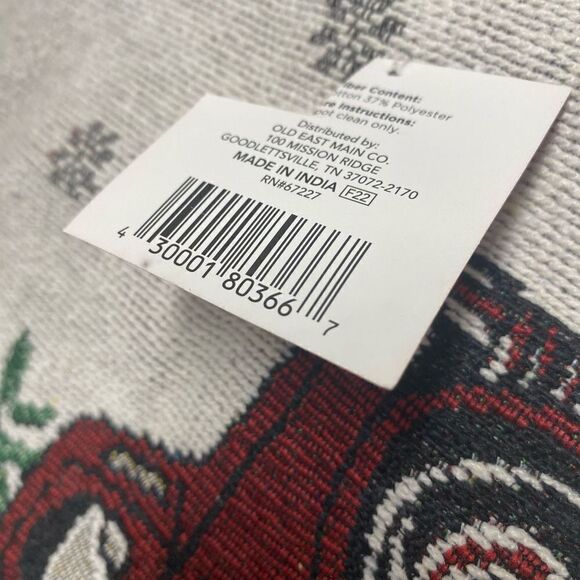 Content:
37% Polyester
Instructions:
clean only.
Distributed by:
OLD EAST MAIN CO.
100 MISSION RIDGE
GOODLETTSVILLE, TN 37072-2170
MADE IN INDIA F22
RN#67227
4 30001 80366 7